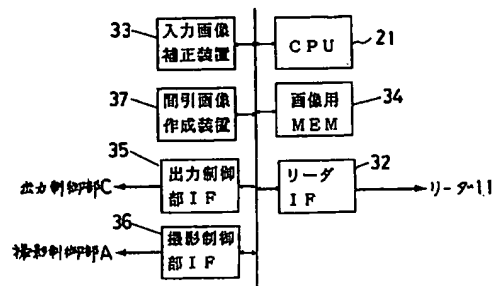 33
入力画像
補正装置
CPU
21
37
間引画像
作成装置
画像用
MEM
34
35
出力制御
部IF
出力制御部C
リーダ
IF
32
リーダー11
36
撮影制御
部IF
撮影制御部A